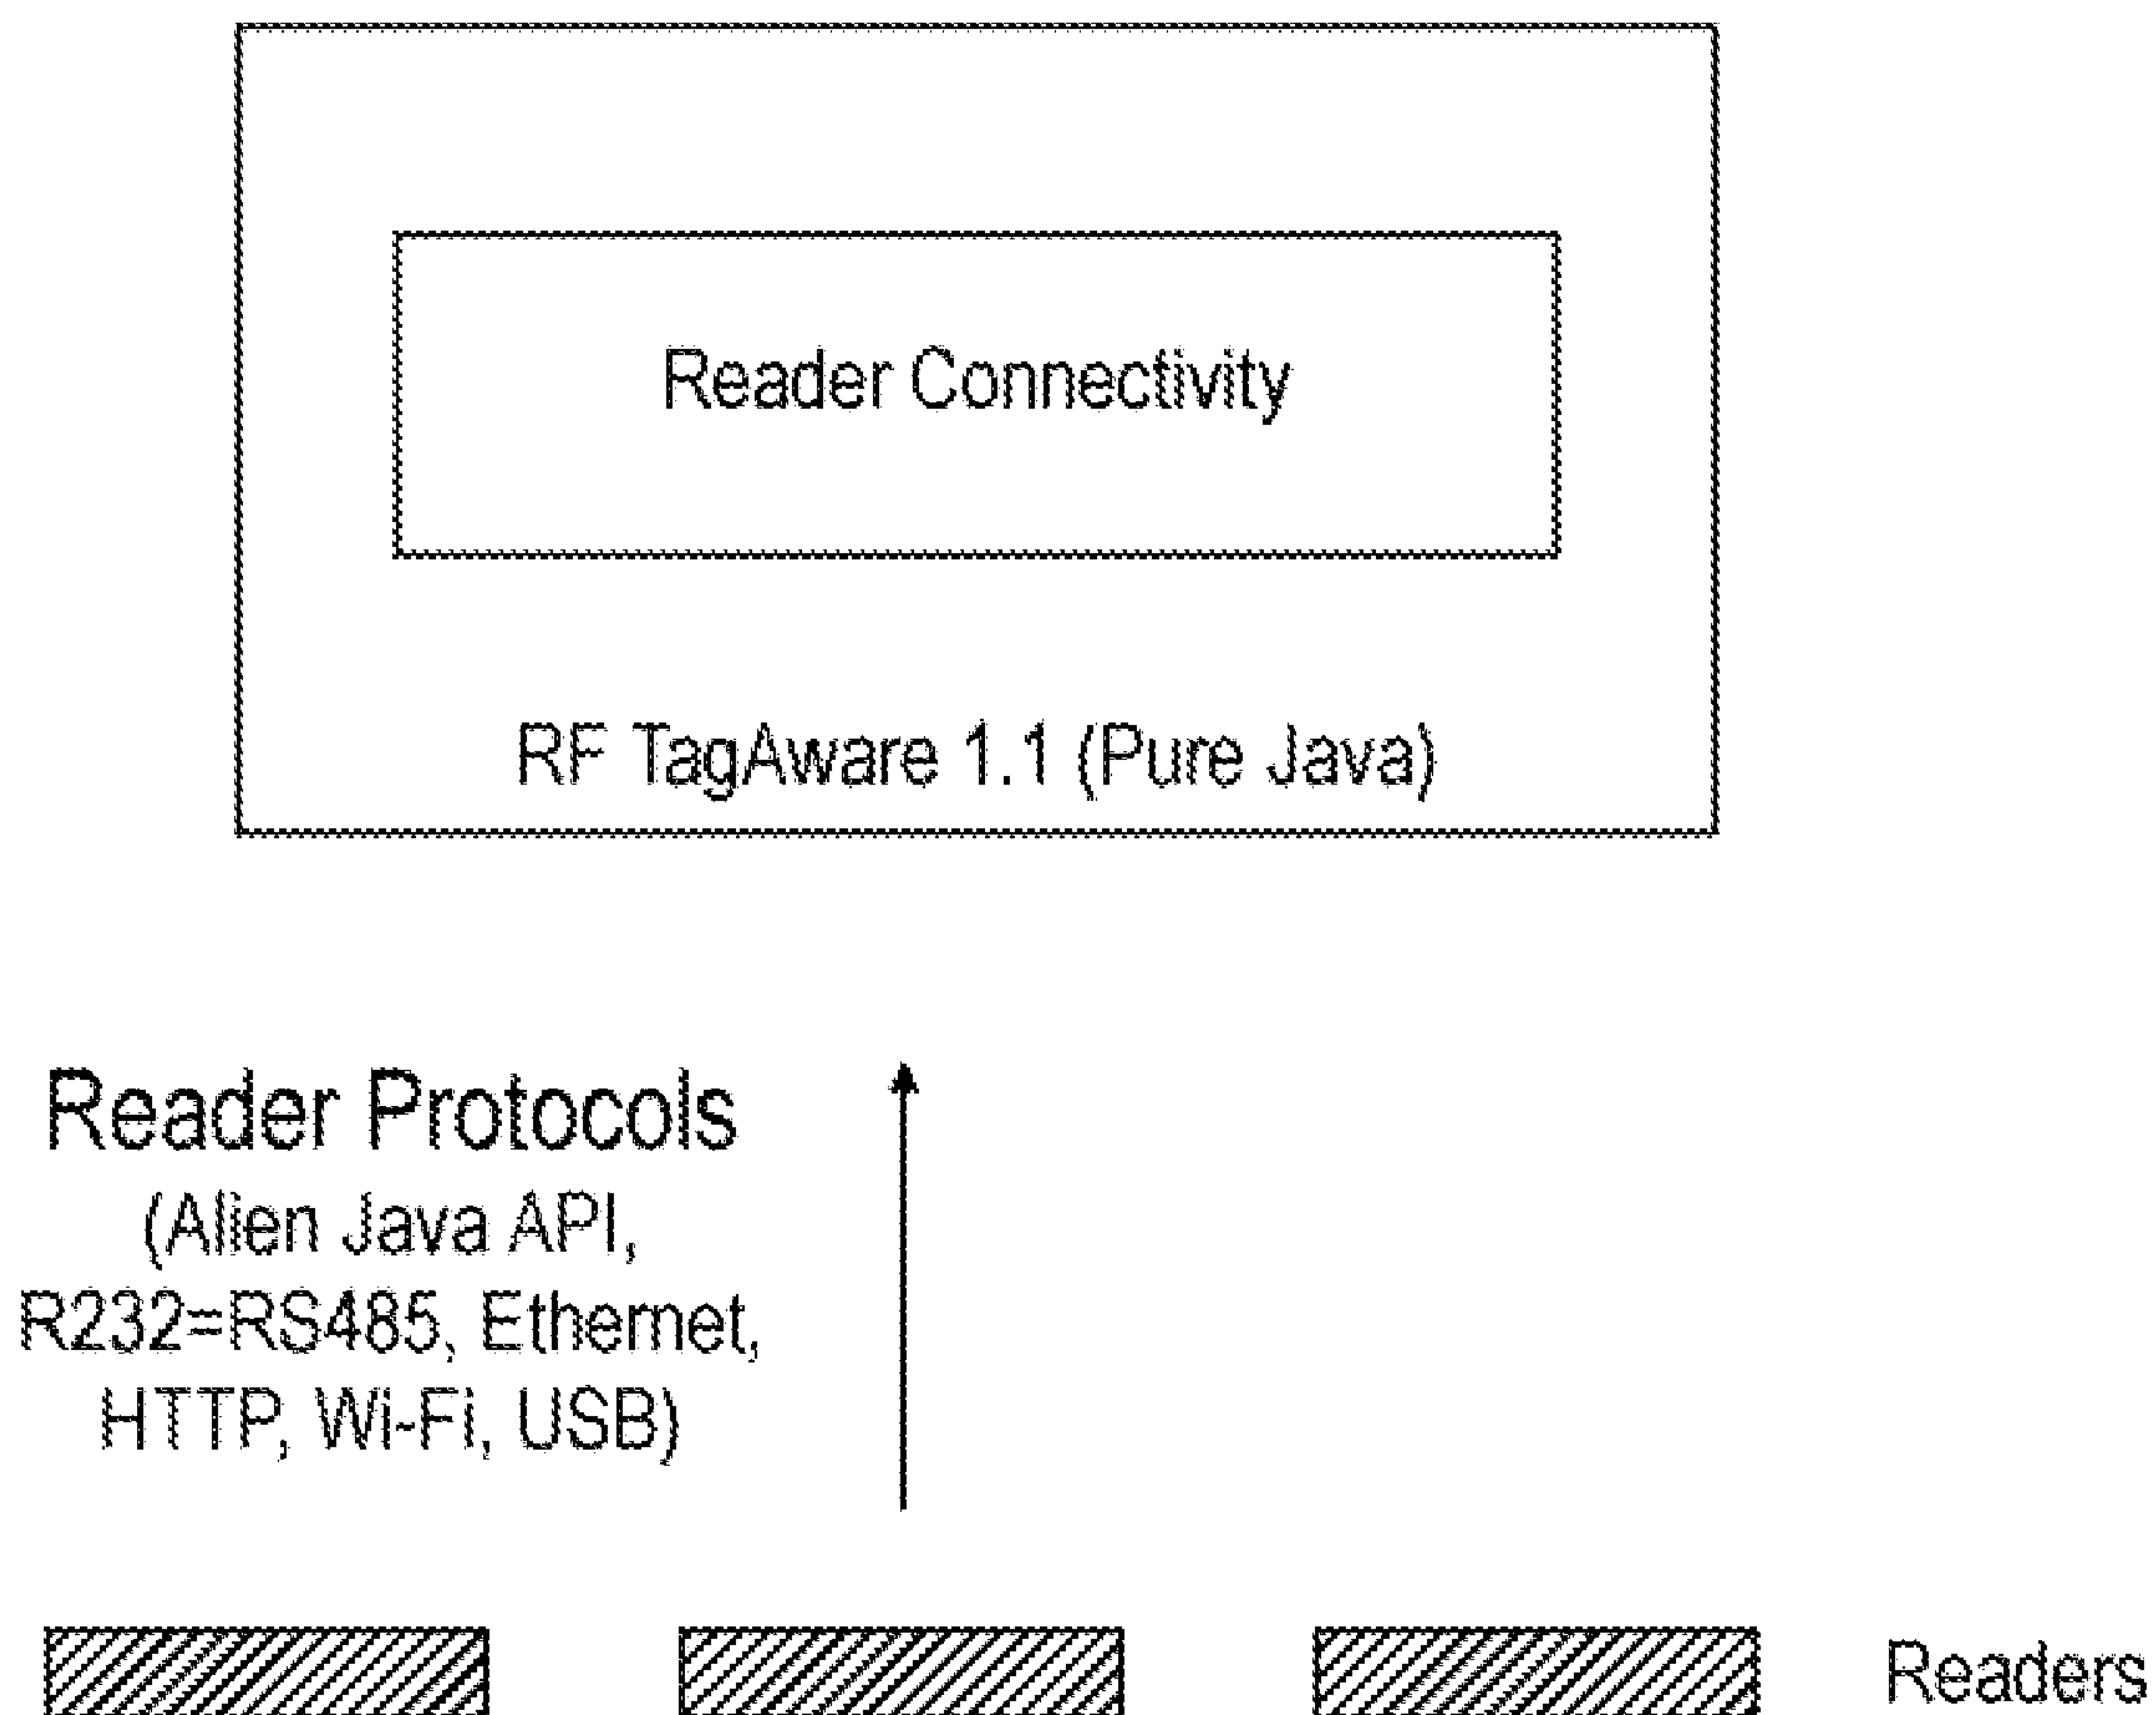 Reader Connectivity
RF TagAware 1.1 (Pure Java)
Reader Protocols
(Alien Java API,
R232=RS485, Ethernet,
HTTP, Wi-Fi, USB)
Readers